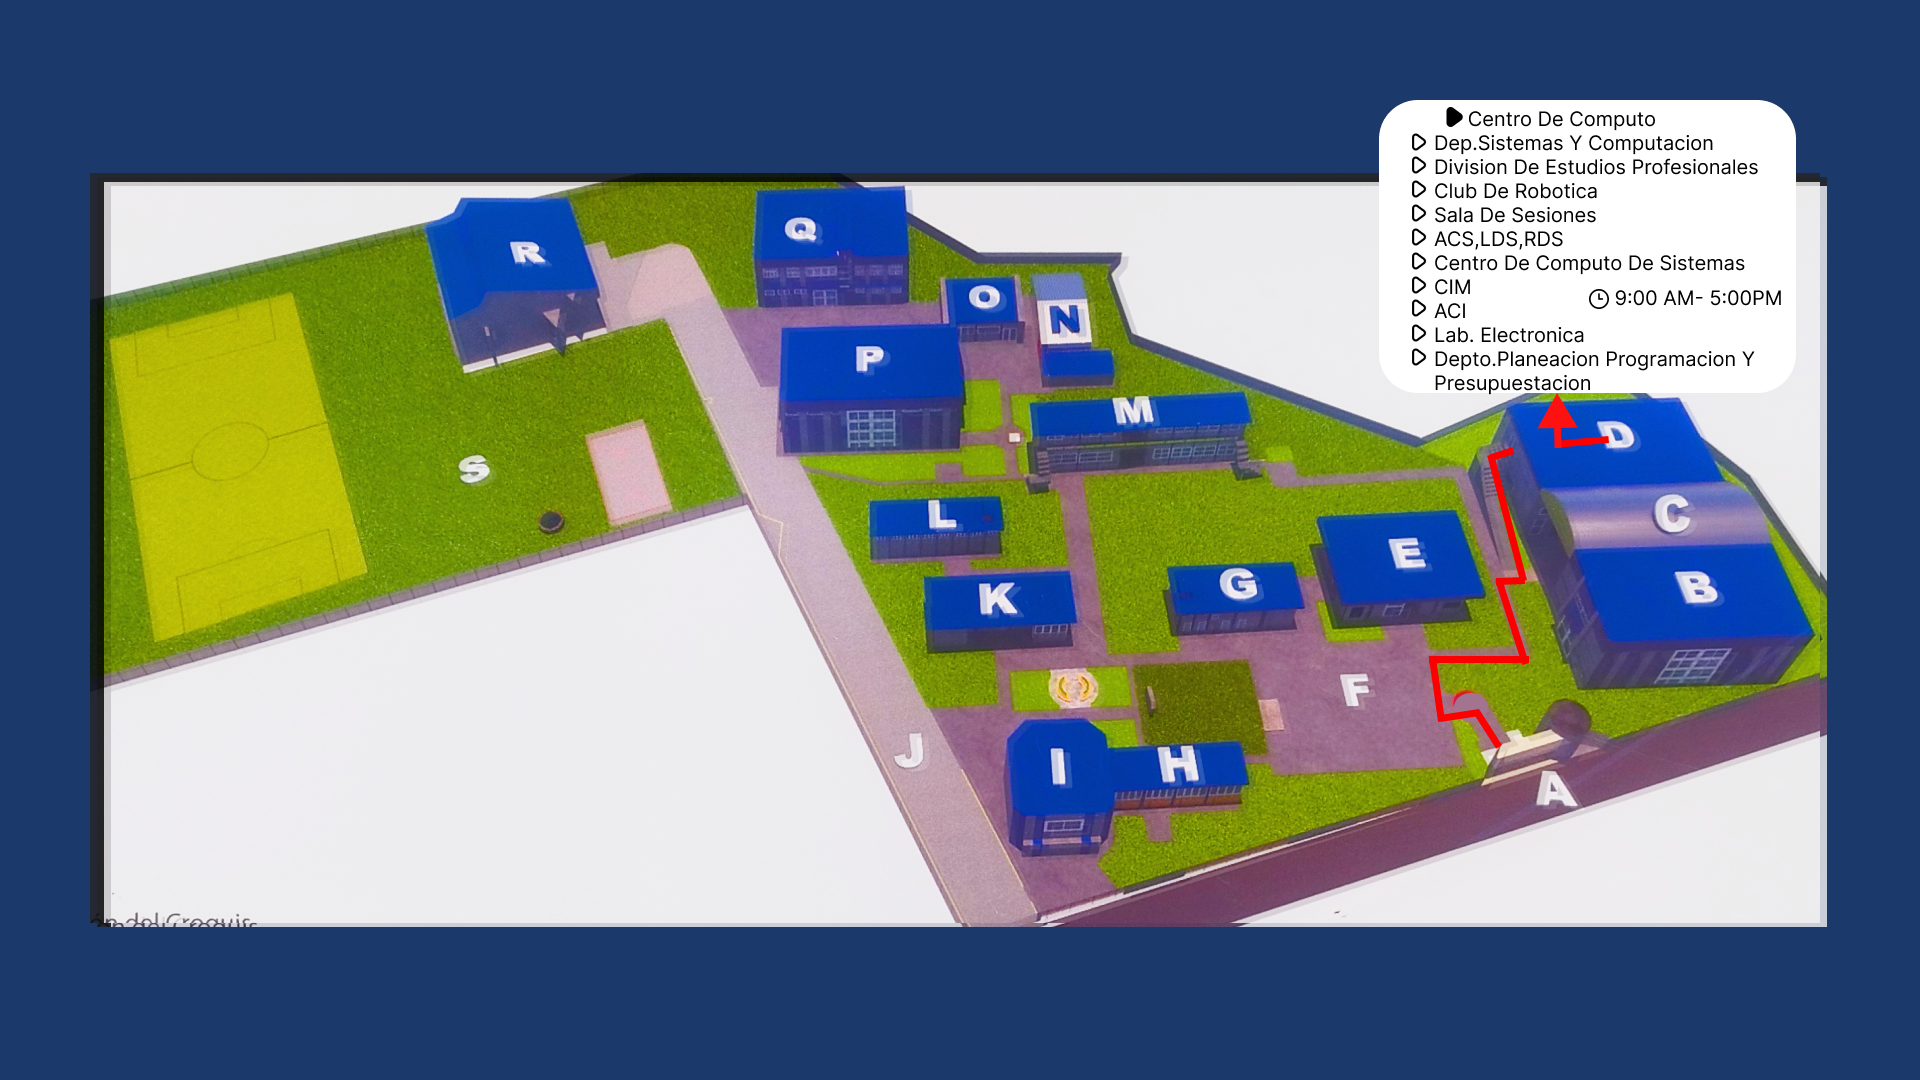 Centro De Computo
Dep.Sistemas Y Computacion
Division De Estudios Profesionales
Club De Robotica
Sala De Sesiones
ACS,LDS,RDS
Centro De Computo De Sistemas
CIM
9:00 AM- 5:00PM
ACI
Lab. Electronica
Depto.Planeacion Programacion Y
Presupuestacion
Q
R
O
N
P
M
D
S
L
C
E
K
G
B
F
J
I
H
A
del Croquis